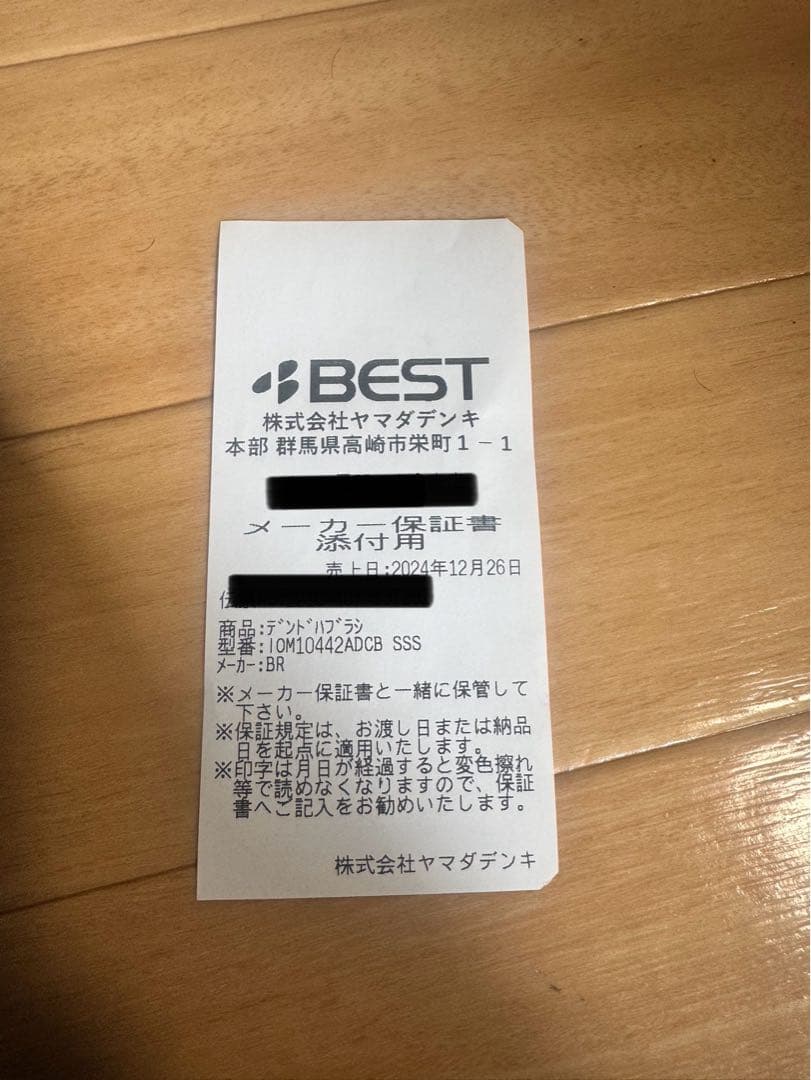 BEST
株式会社ヤマダデンキ
本部 群馬県高崎市栄町1-1
メーカー保証書
添付用
売上日:2024年12月26日
商品:ﾃﾞﾝﾄﾞﾊﾌﾞﾗｼ
型番:IOM10442ADCB SSS
ﾒｰｶｰ:BR
※メーカー保証書と一緒に保管して
下さい。
※保証規定は、お渡し日または納品
日を起点に適用いたします。
※印字は月日が経過すると変色擦れ
等で読めなくなりますので、保証
書へご記入をお勧めいたします。
株式会社ヤマダデンキ